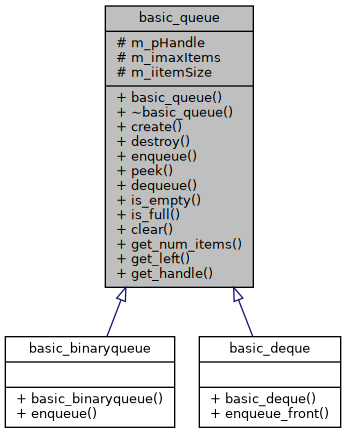 basic_queue
# m_pHandle
# m_imaxItems
# m_iitemSize
+ basic_queue()
+ ~basic_queue()
+ create()
+ destroy()
+ enqueue()
+ peek()
+ dequeue()
+ is_empty()
+ is_full()
+ clear()
+ get_num_items()
+ get_left()
+ get_handle()
basic_binaryqueue
+ basic_binaryqueue()
+ enqueue()
basic_deque
+ basic_deque()
+ enqueue_front()